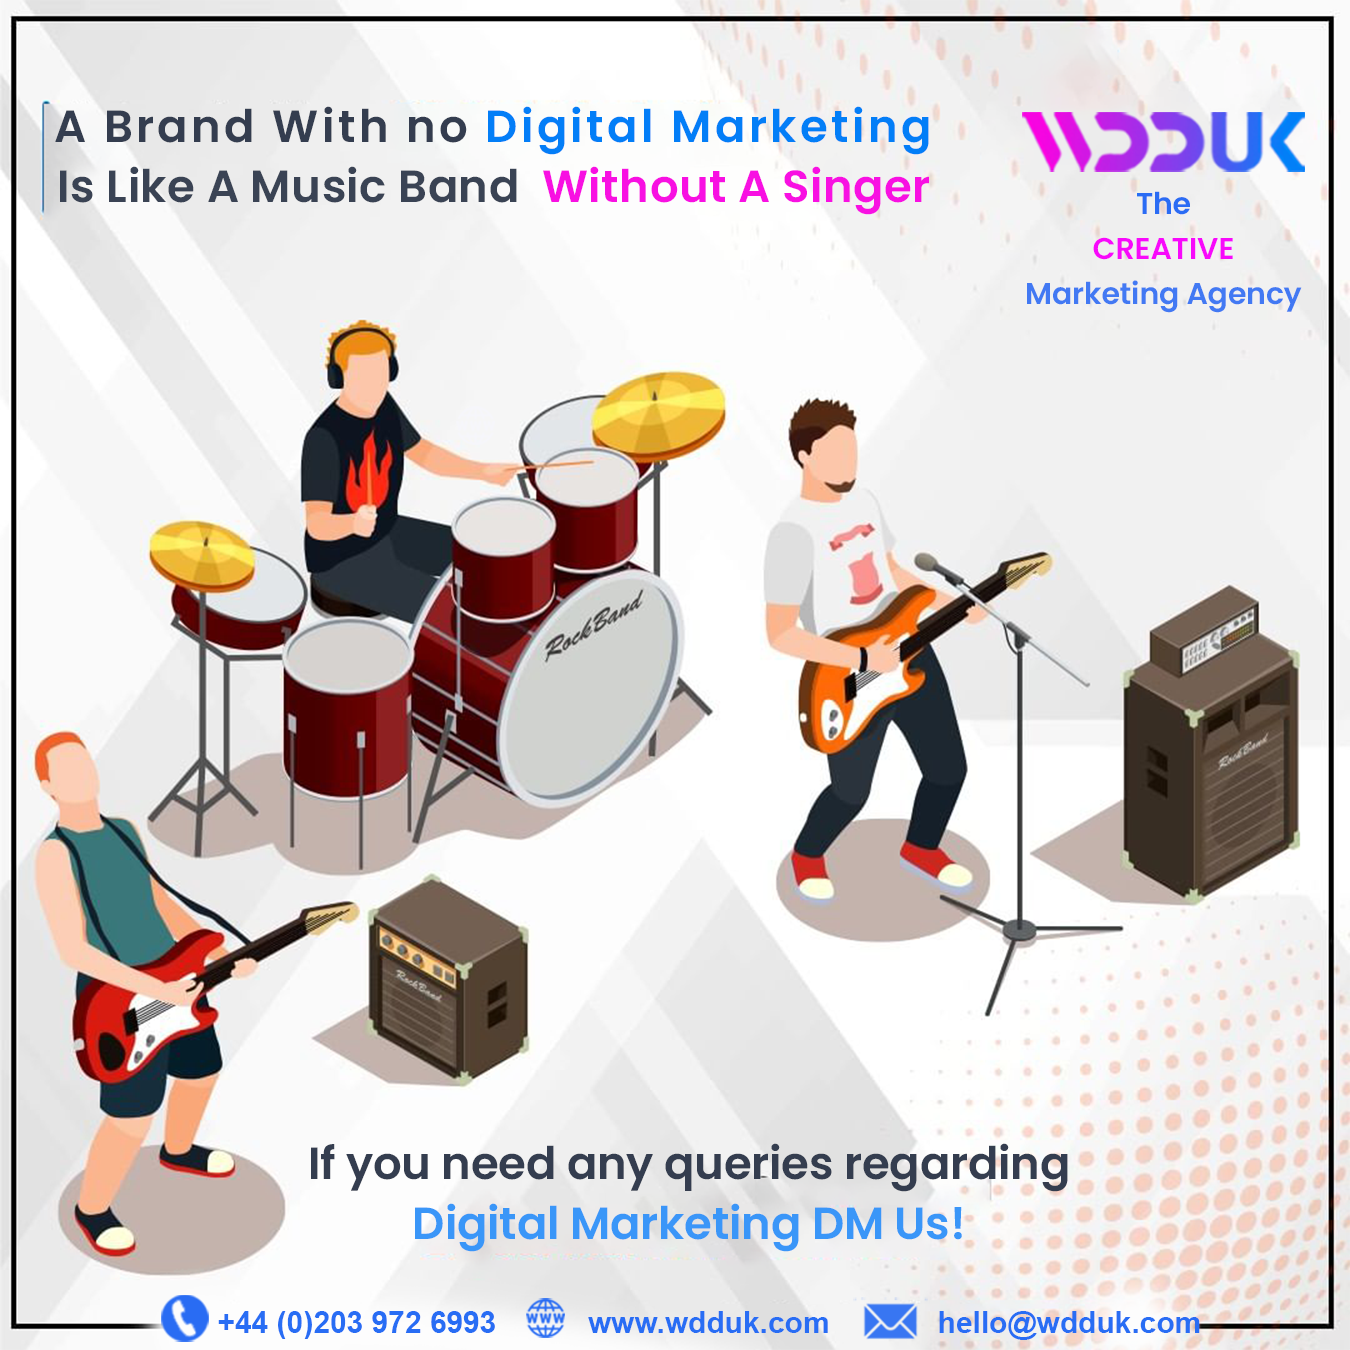 A Brand With no Digital Marketing
Is Like A Music Band Without A Singer
WDDUK
The
CREATIVE
Marketing Agency
RockBand
RockBand
RockBand
If you need any queries regarding
Digital Marketing DM Us!
+44 (0)203 972 6993 www www.wdduk.com hello@wdduk.com